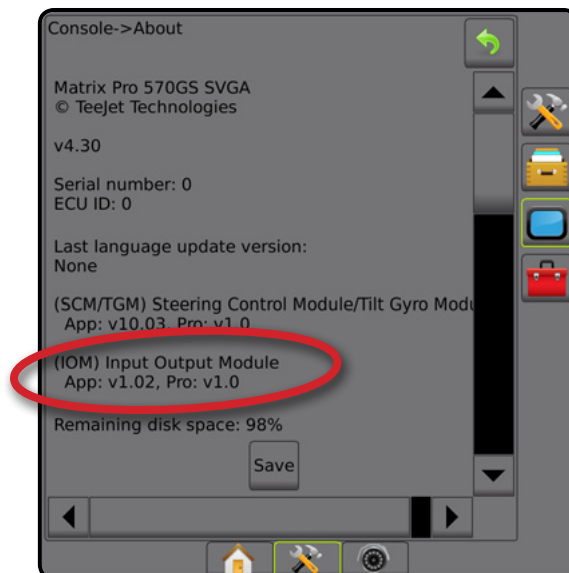 Console->About
Matrix Pro 570GS SVGA
© TeeJet Technologies
v4.30
Serial number: 0
ECU ID: 0
Last language update version:
None
(SCM/TGM) Steering Control Module/Tilt Gyro Modu
App: v10.03, Pro: v1.0
(IOM) Input Output Module
App: v1.02, Pro: v1.0
Remaining disk space: 98%
Save